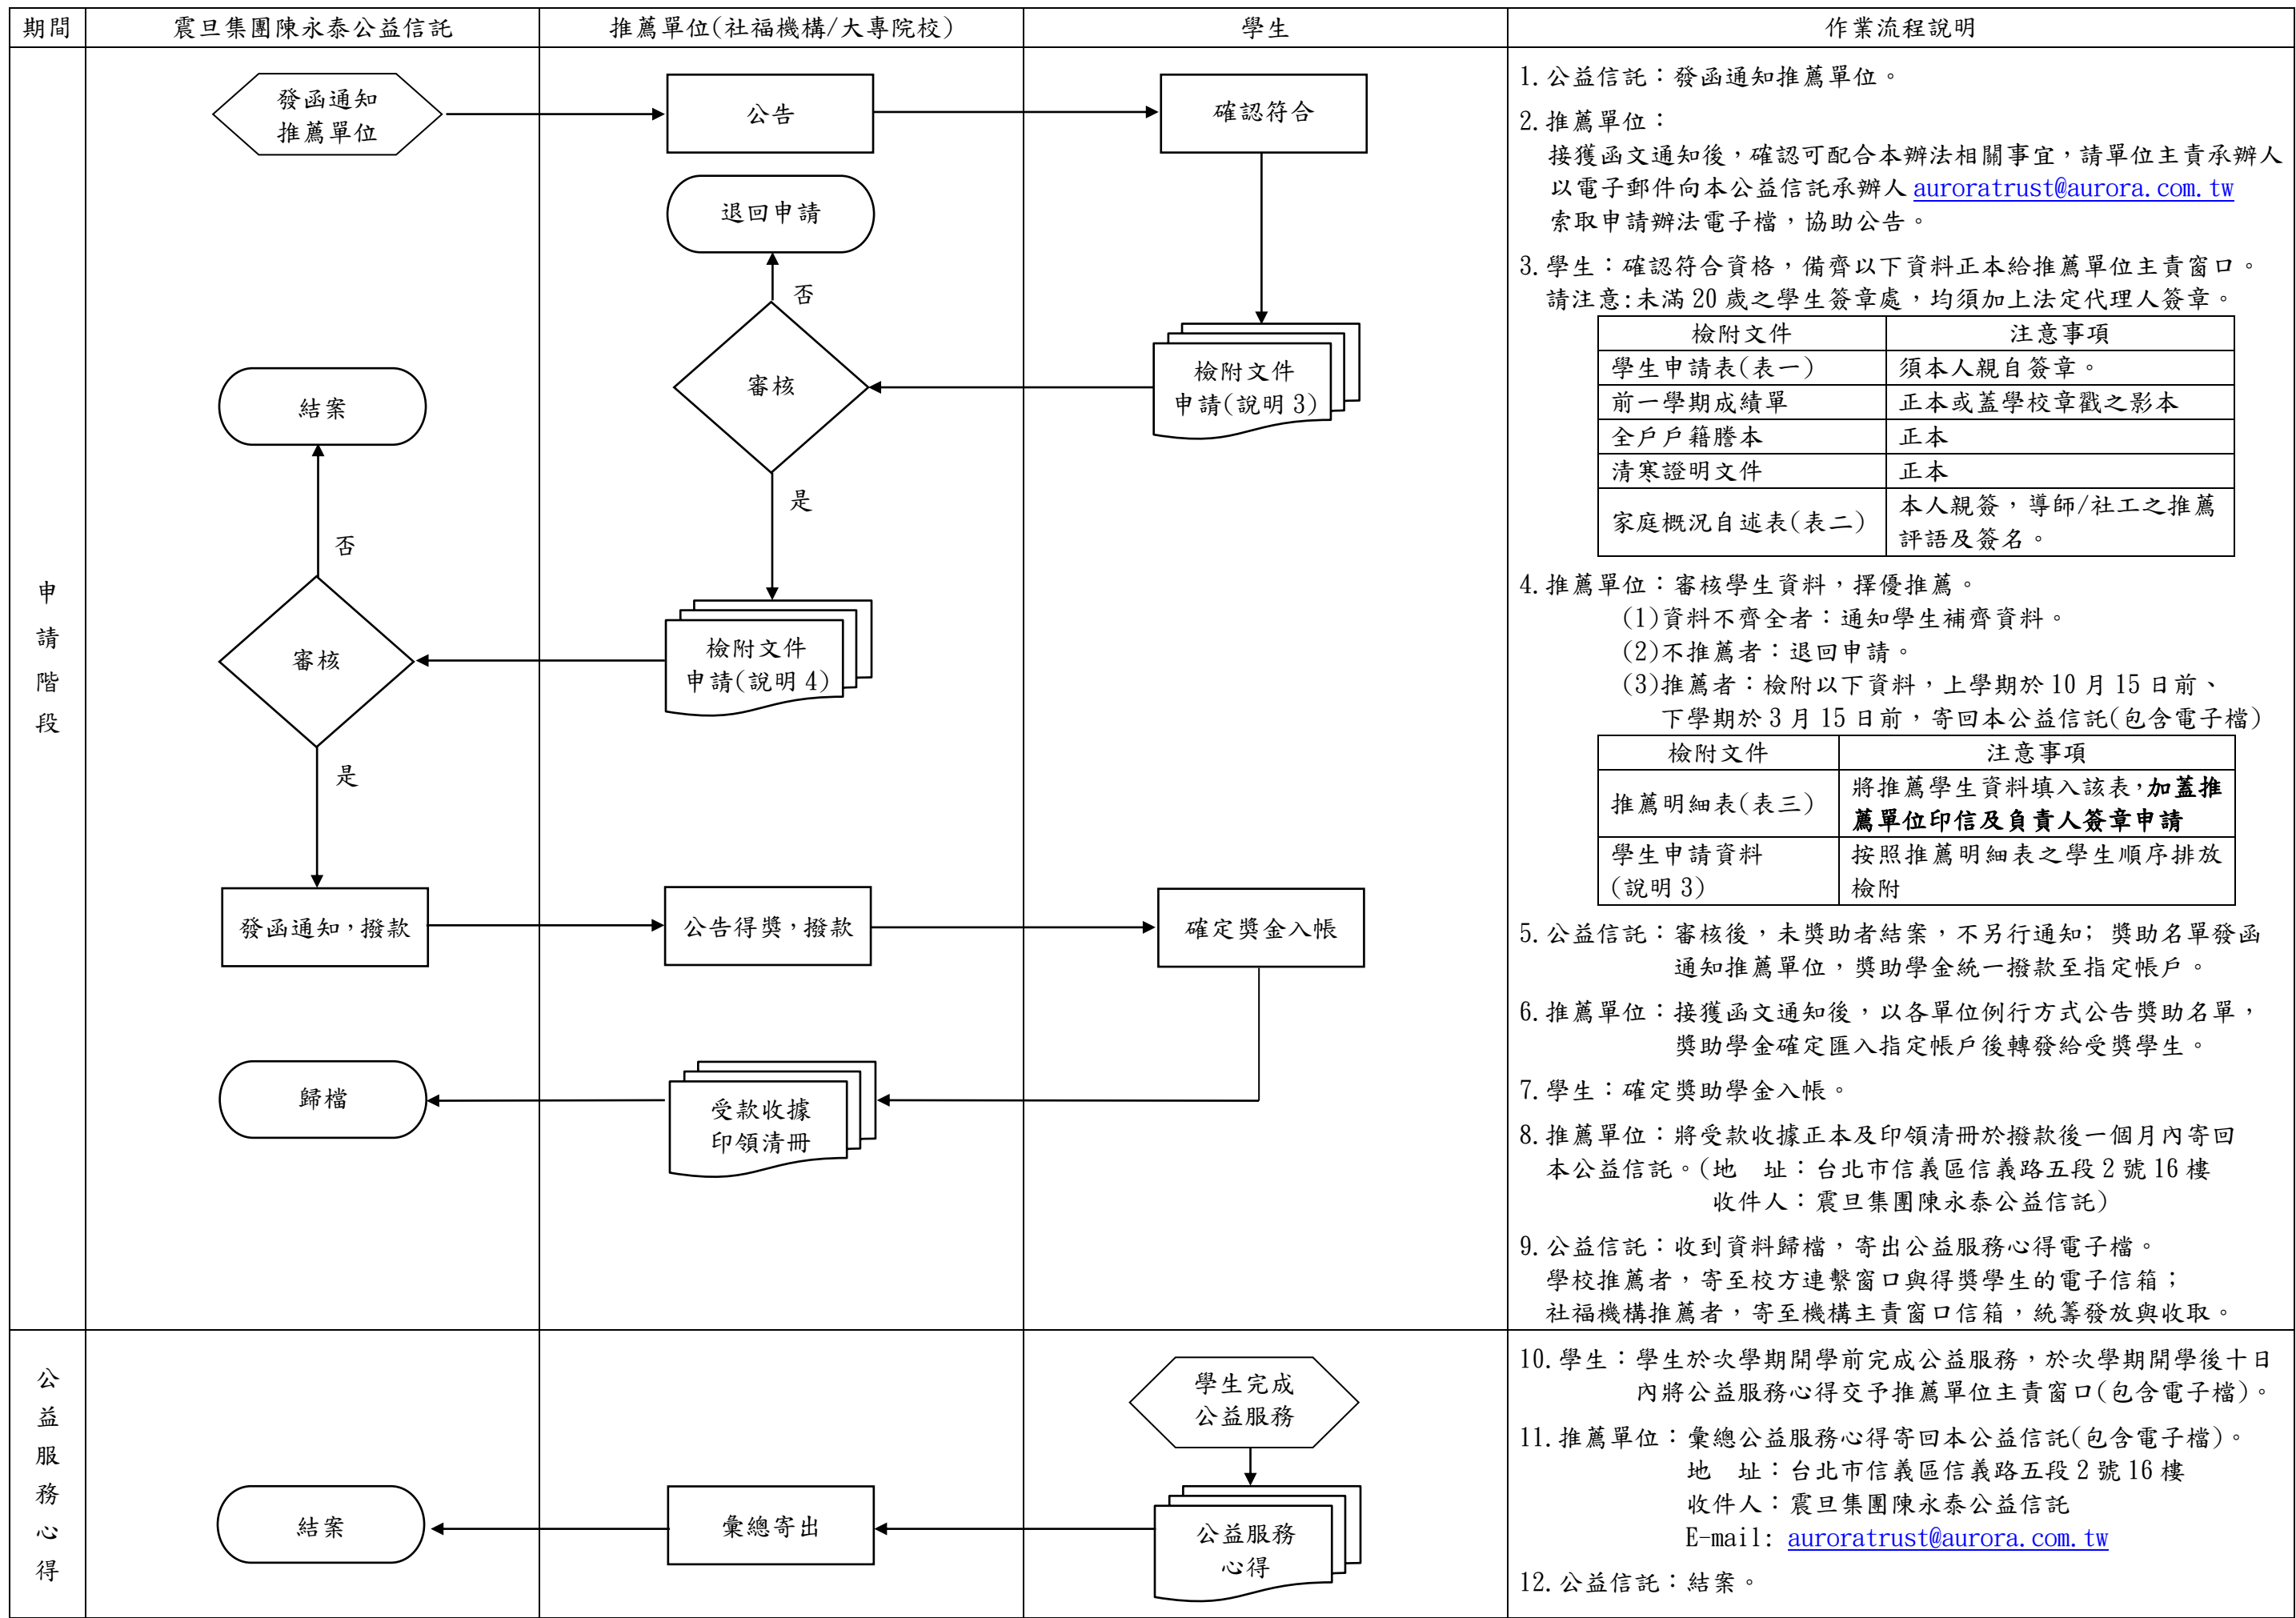 期間
震旦集團陳永泰公益信託
推薦單位(社福機構/大專院校)
學生
作業流程說明
申
請
階
段
發函通知
推薦單位
公告
確認符合
退回申請
否
審核
是
檢附文件
申請(說明 3)
結案
否
審核
是
檢附文件
申請(說明 4)
發函通知,撥款
公告得獎,撥款
確定獎金入帳
歸檔
受款收據
印領清冊
1.公益信託：發函通知推薦單位。
2.推薦單位：
接獲函文通知後，確認可配合本辦法相關事宜，請單位主責承辦人
以電子郵件向本公益信託承辦人 auroratrust@aurora.com.tw
索取申請辦法電子檔，協助公告。
3.學生：確認符合資格，備齊以下資料正本給推薦單位主責窗口。
請注意:未滿 20 歲之學生簽章處，均須加上法定代理人簽章。
檢附文件 注意事項
學生申請表(表一) 須本人親自簽章。
前一學期成績單 正本或蓋學校章戳之影本
全戶戶籍謄本 正本
清寒證明文件 正本
家庭概況自述表(表二) 本人親簽，導師/社工之推薦
評語及簽名。
4.推薦單位：審核學生資料，擇優推薦。
(1)資料不齊全者：通知學生補齊資料。
(2)不推薦者：退回申請。
(3)推薦者：檢附以下資料，上學期於 10 月 15 日前、
下學期於 3 月 15 日前，寄回本公益信託(包含電子檔)
檢附文件 注意事項
推薦明細表(表三) 將推薦學生資料填入該表,加蓋推
薦單位印信及負責人簽章申請
學生申請資料 按照推薦明細表之學生順序排放
(說明 3) 檢附
5.公益信託：審核後，未獎助者結案，不另行通知; 獎助名單發函
通知推薦單位，獎助學金統一撥款至指定帳戶。
6.推薦單位：接獲函文通知後，以各單位例行方式公告獎助名單，
獎助學金確定匯入指定帳戶後轉發給受獎學生。
7.學生：確定獎助學金入帳。
8.推薦單位：將受款收據正本及印領清冊於撥款後一個月內寄回
本公益信託。(地　址：台北市信義區信義路五段 2 號 16 樓
收件人：震旦集團陳永泰公益信託)
9.公益信託：收到資料歸檔，寄出公益服務心得電子檔。
學校推薦者，寄至校方連繫窗口與得獎學生的電子信箱；
社福機構推薦者，寄至機構主責窗口信箱，統籌發放與收取。
公
益
服
務
心
得
學生完成
公益服務
公益服務
心得
彙總寄出
結案
10.學生：學生於次學期開學前完成公益服務，於次學期開學後十日
內將公益服務心得交予推薦單位主責窗口(包含電子檔)。
11.推薦單位：彙總公益服務心得寄回本公益信託(包含電子檔)。
地　址：台北市信義區信義路五段 2 號 16 樓
收件人：震旦集團陳永泰公益信託
E-mail: auroratrust@aurora.com.tw
12.公益信託：結案。